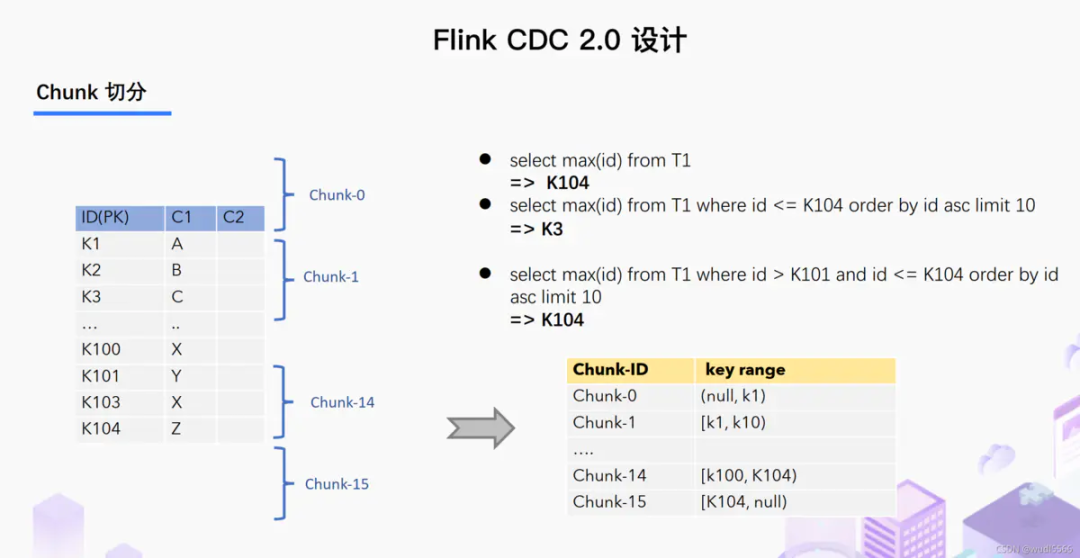 Flink CDC 2.0 设计
Chunk 切分
select max(id) from T1
=> K104
select max(id) from T1 where id <= K104 order by id asc limit 10
=> K3
select max(id) from T1 where id > K101 and id <= K104 order by id
asc limit 10
=> K104
Chunk-0
ID(PK) C1 C2
K1 A
K2 B
K3 C
... ..
K100 X
K101 Y
K103 X
K104 Z
Chunk-1
Chunk-14
Chunk-15
Chunk-ID key range
Chunk-0 (null, k1)
Chunk-1 [k1, k10)
....
Chunk-14 [k100, K104)
Chunk-15 [K104, null)
CSDN @wudl5566